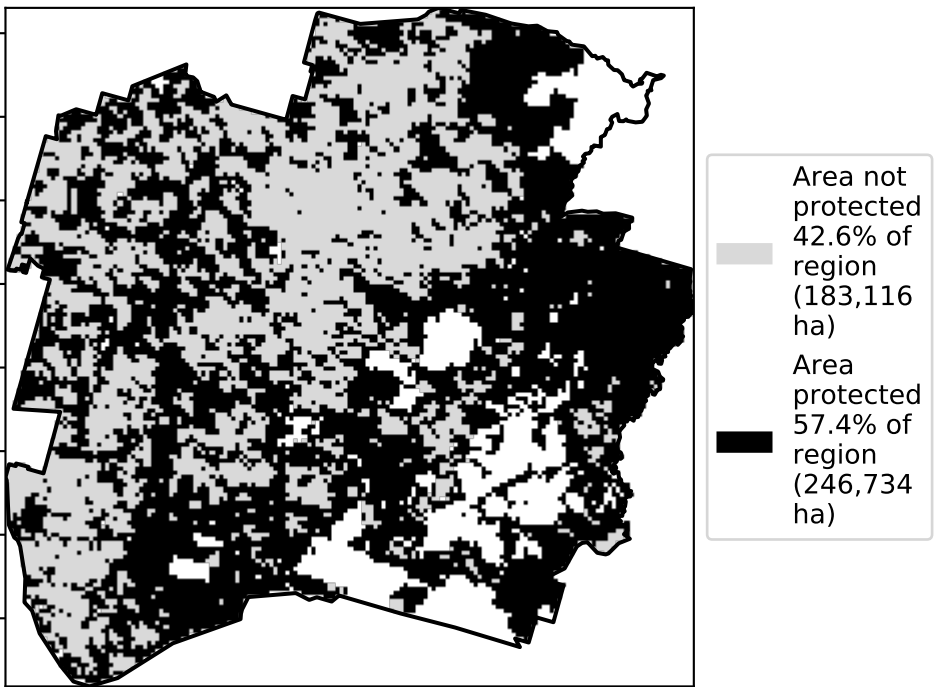 Area not
protected
42.6% of
region
(183,116
ha)
Area
protected
57.4% of
region
(246,734
ha)